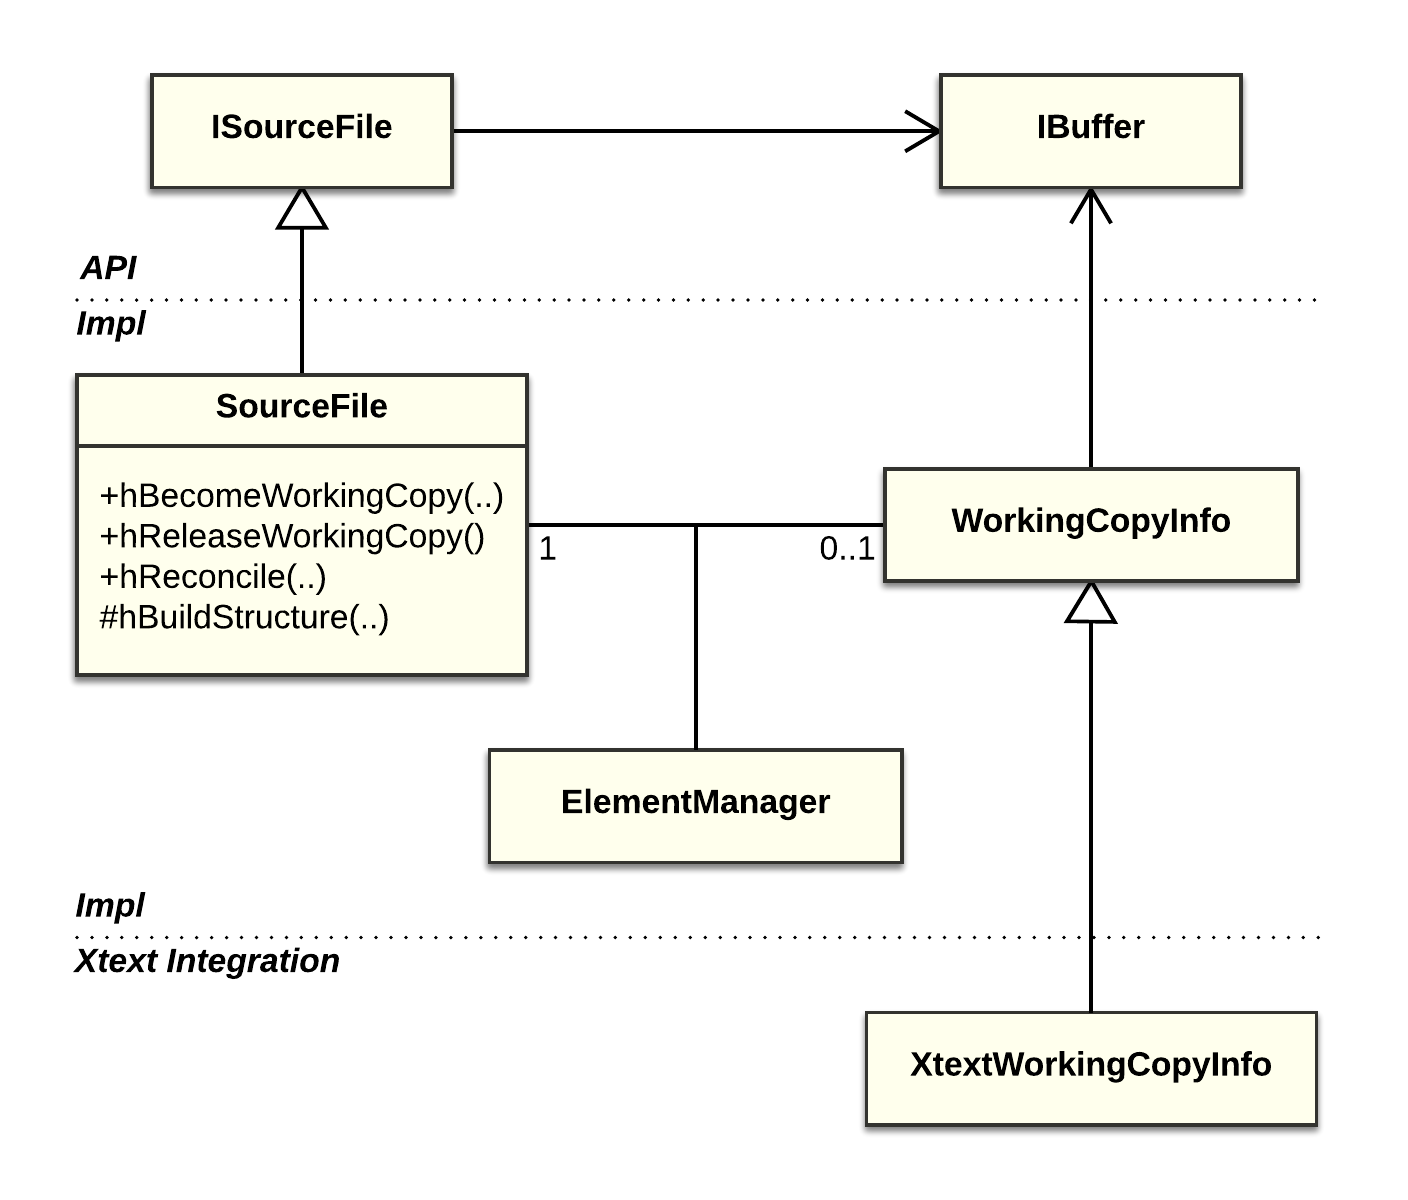 ISourceFile
IBuffer
API
Impl
SourceFile
+hBecomeWorkingCopy(..)
+hReleaseWorkingCopy()
+hReconcile(..)
#hBuildStructure(..)
1
0..1
WorkingCopyInfo
ElementManager
Impl
Xtext Integration
XtextWorkingCopyInfo